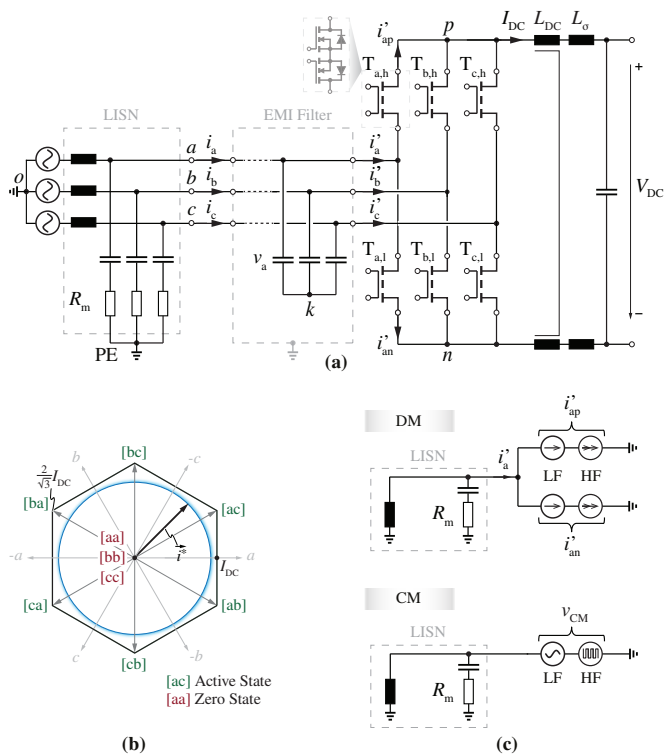 i'ap p IDC LDC Lσ
Ta,h Tb,h Tc,h
LISN EMI Filter
a ia i'a
o b ib i'b
c ic i'c
+
VDC
−
va
Ta,l Tb,l Tc,l
Rm
k
PE
i'an n
(a)
b -c
[bc]
2/√3 IDC
[ba] [ac]
[aa]
-a [bb] i* IDC a
[cc]
[ca] [ab]
c -b
[cb]
[ac] Active State
[aa] Zero State
(b)
DM
i'ap
LISN i'a
LF HF
Rm
i'an
CM
vCM
LISN
LF HF
Rm
(c)